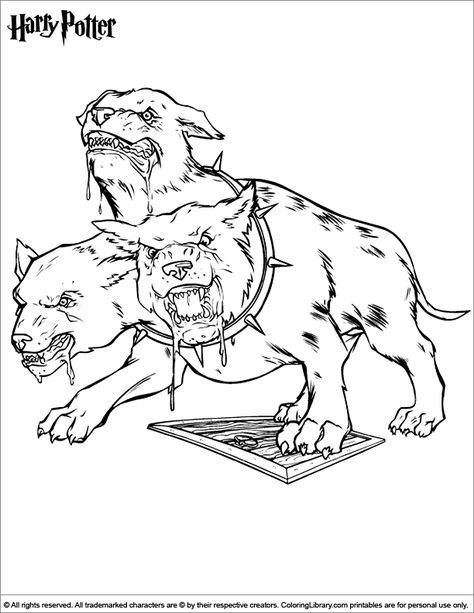 Harry Potter
© All rights reserved. All trademarked characters are © by their respective creators.
ColoringLibrary.com printables are for personal use only.